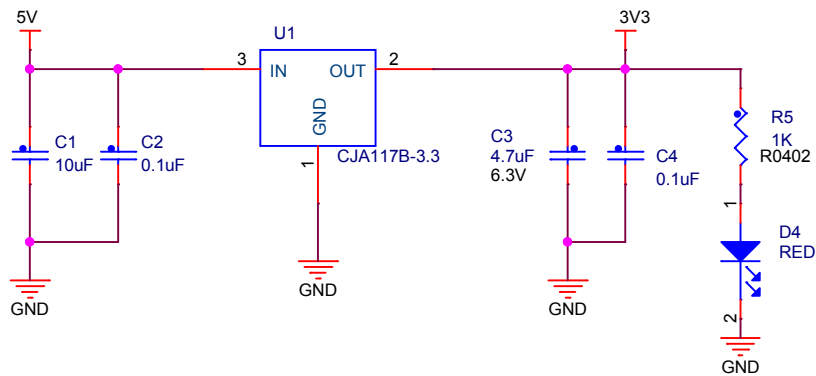 5V
U1
3V3
3
IN
OUT
2
GND
1
CJA117B-3.3
C1
10uF
C2
0.1uF
C3
4.7uF
6.3V
C4
0.1uF
R5
1K
R0402
1
D4
RED
2
GND
GND
GND
GND